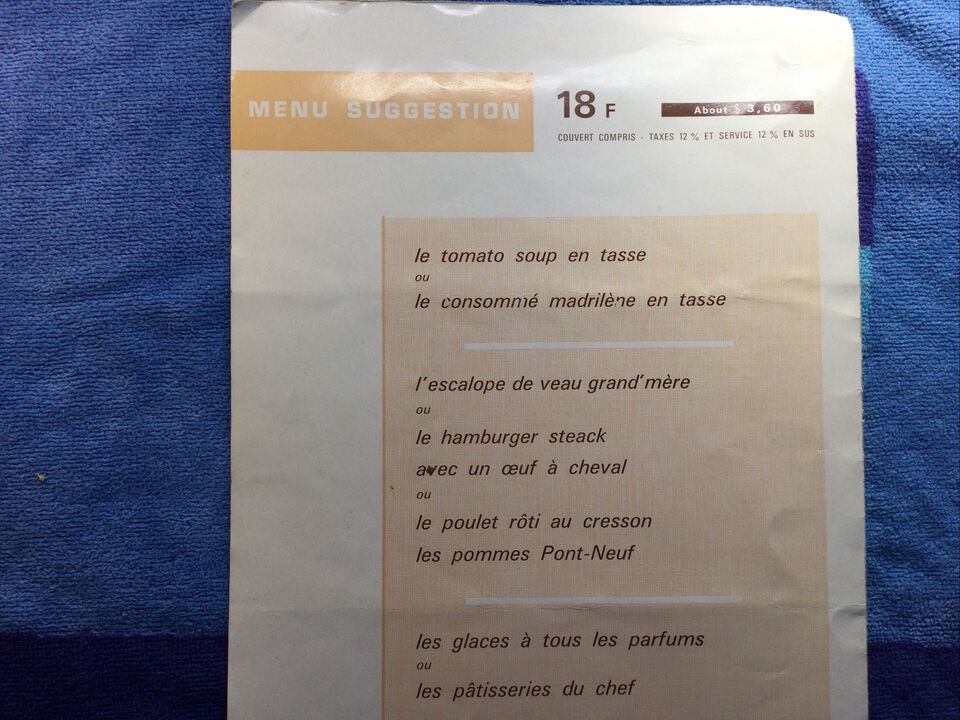 MENU SUGGESTION
18 F
About $ 3,60
COUVERT COMPRIS - TAXES 12 % ET SERVICE 12 % EN SUS
le tomato soup en tasse
ou
le consommé madrilène en tasse
l'escalope de veau grand'mère
ou
le hamburger steack
avec un œuf à cheval
ou
le poulet rôti au cresson
les pommes Pont-Neuf
les glaces à tous les parfums
ou
les pâtisseries du chef